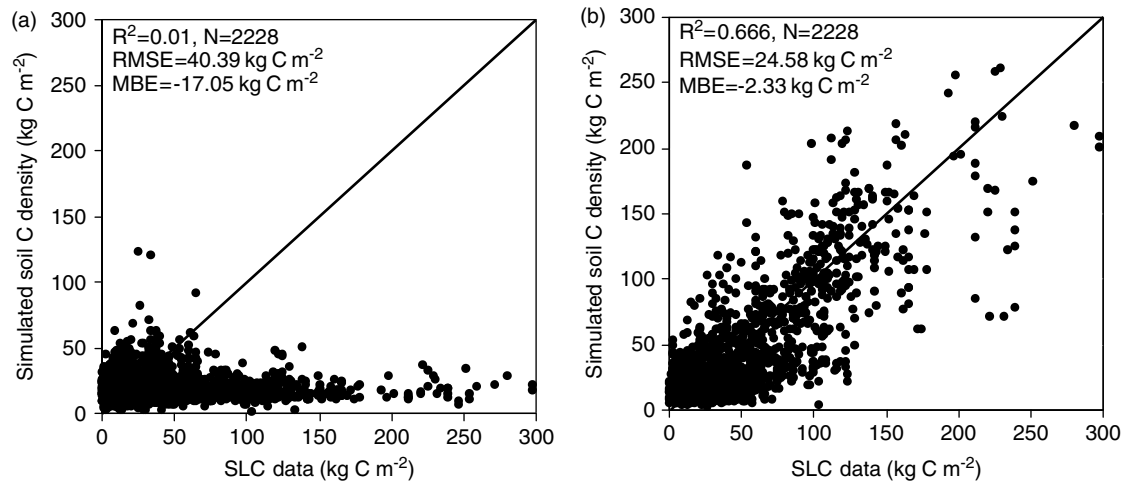 (a)
R²=0.01, N=2228
RMSE=40.39 kg C m⁻²
MBE=-17.05 kg C m⁻²
Simulated soil C density (kg C m⁻²)
300
250
200
150
100
50
0
0 50 100 150 200 250 300
SLC data (kg C m⁻²)
(b)
R²=0.666, N=2228
RMSE=24.58 kg C m⁻²
MBE=-2.33 kg C m⁻²
Simulated soil C density (kg C m⁻²)
300
250
200
150
100
50
0
0 50 100 150 200 250 300
SLC data (kg C m⁻²)